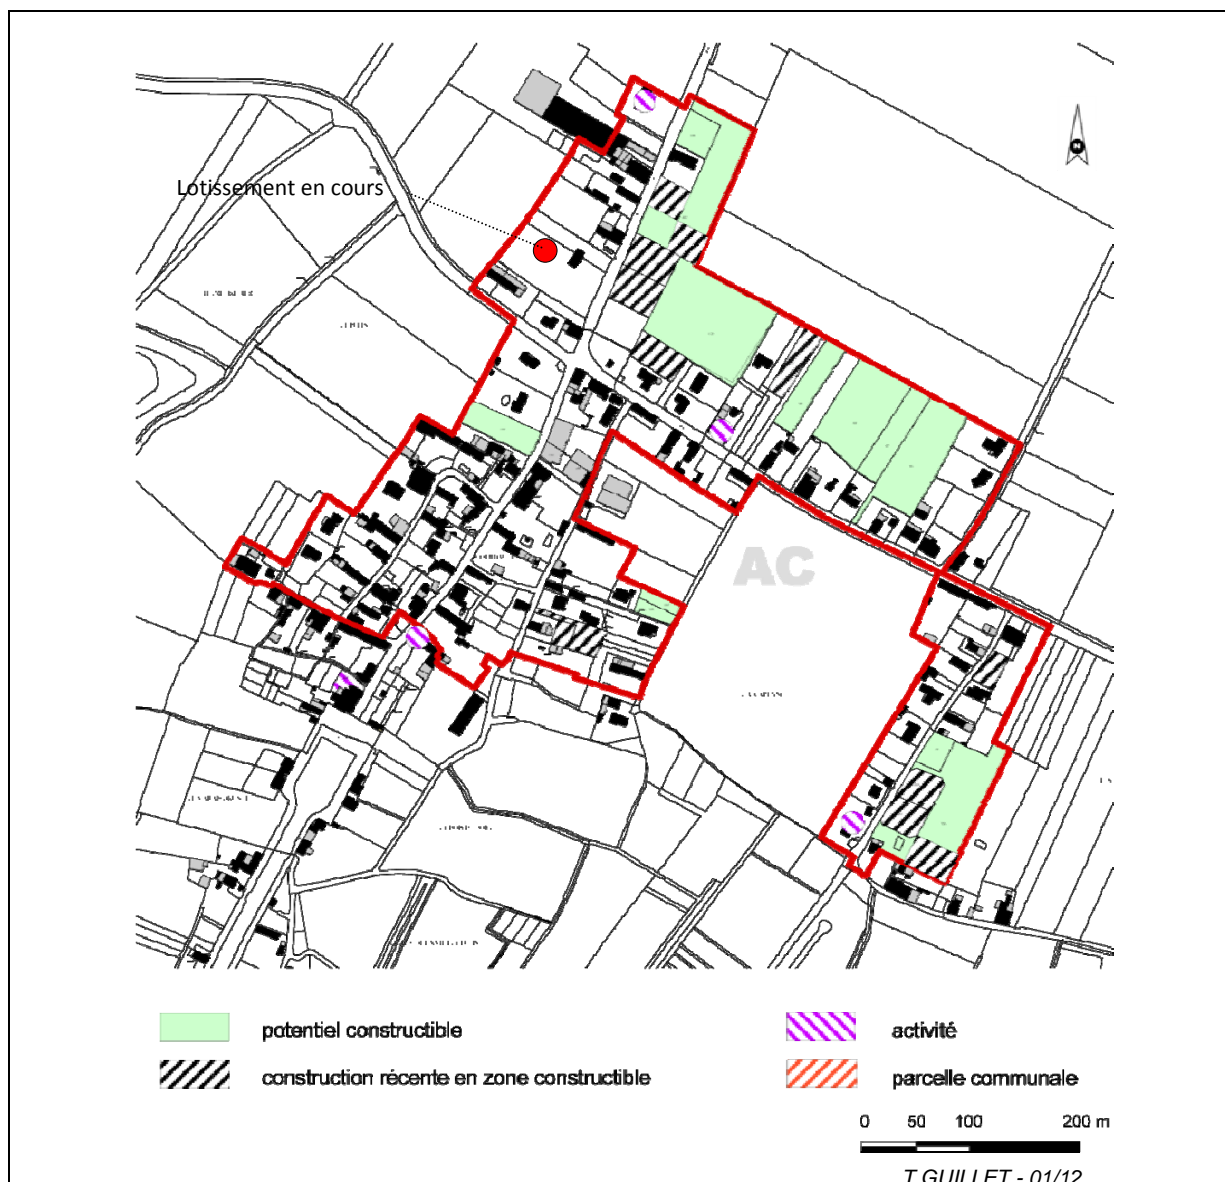 Lotissement en cours
AC
potentiel constructible
activité
construction récente en zone constructible
parcelle communale
0 50 100 200 m
T.GUILLET - 01/12